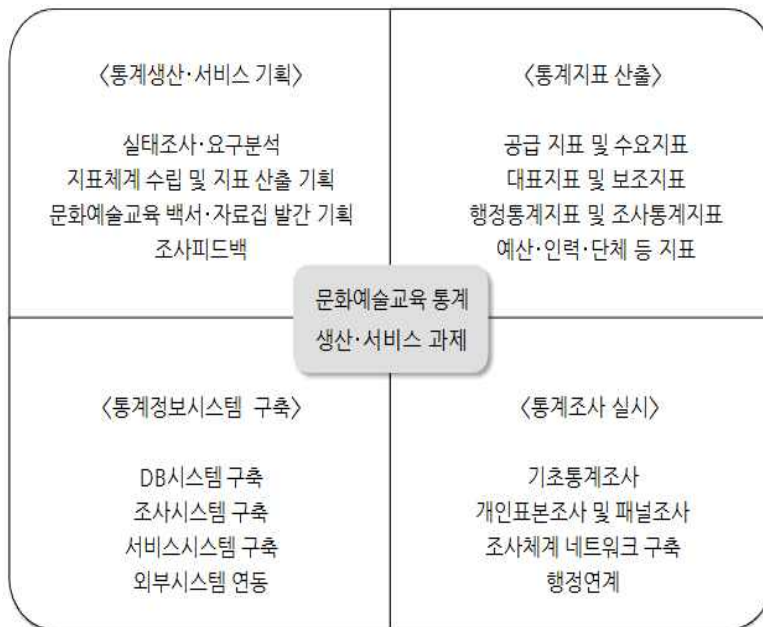 〈통계생산·서비스 기획〉
실태조사·요구분석
지표체계 수립 및 지표 산출 기획
문화예술교육 백서·자료집 발간 기획
조사피드백
〈통계지표 산출〉
공급 지표 및 수요지표
대표지표 및 보조지표
행정통계지표 및 조사통계지표
예산·인력·단체 등 지표
문화예술교육 통계
생산·서비스 과제
〈통계정보시스템 구축〉
DB시스템 구축
조사시스템 구축
서비스시스템 구축
외부시스템 연동
〈통계조사 실시〉
기초통계조사
개인표본조사 및 패널조사
조사체계 네트워크 구축
행정연계